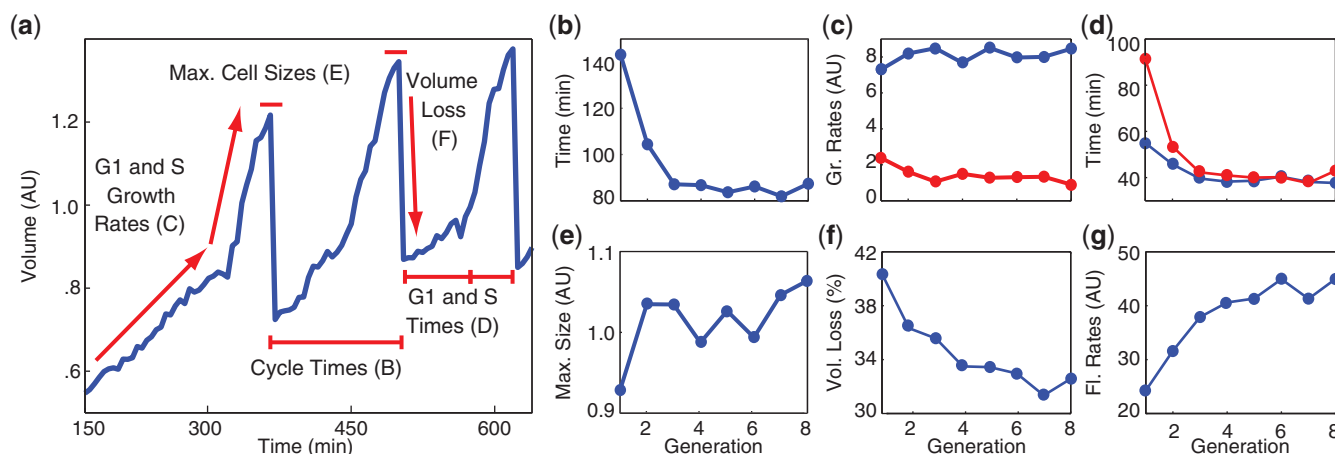 (a)
Volume (AU)
1.2
1.0
.8
.6
150
300
450
600
Time (min)
Max. Cell Sizes (E)
G1 and S
Growth
Rates (C)
Volume
Loss
(F)
G1 and S
Times (D)
Cycle Times (B)
(b)
Time (min)
140
120
100
80
(c)
Gr. Rates (AU)
8
6
4
2
0
(d)
Time (min)
100
80
60
40
(e)
Max. Size (AU)
1.1
1.0
0.9
2
4
6
8
Generation
(f)
Vol. Loss (%)
42
38
34
30
2
4
6
8
Generation
(g)
Fl. Rates (AU)
50
40
30
20
2
4
6
8
Generation